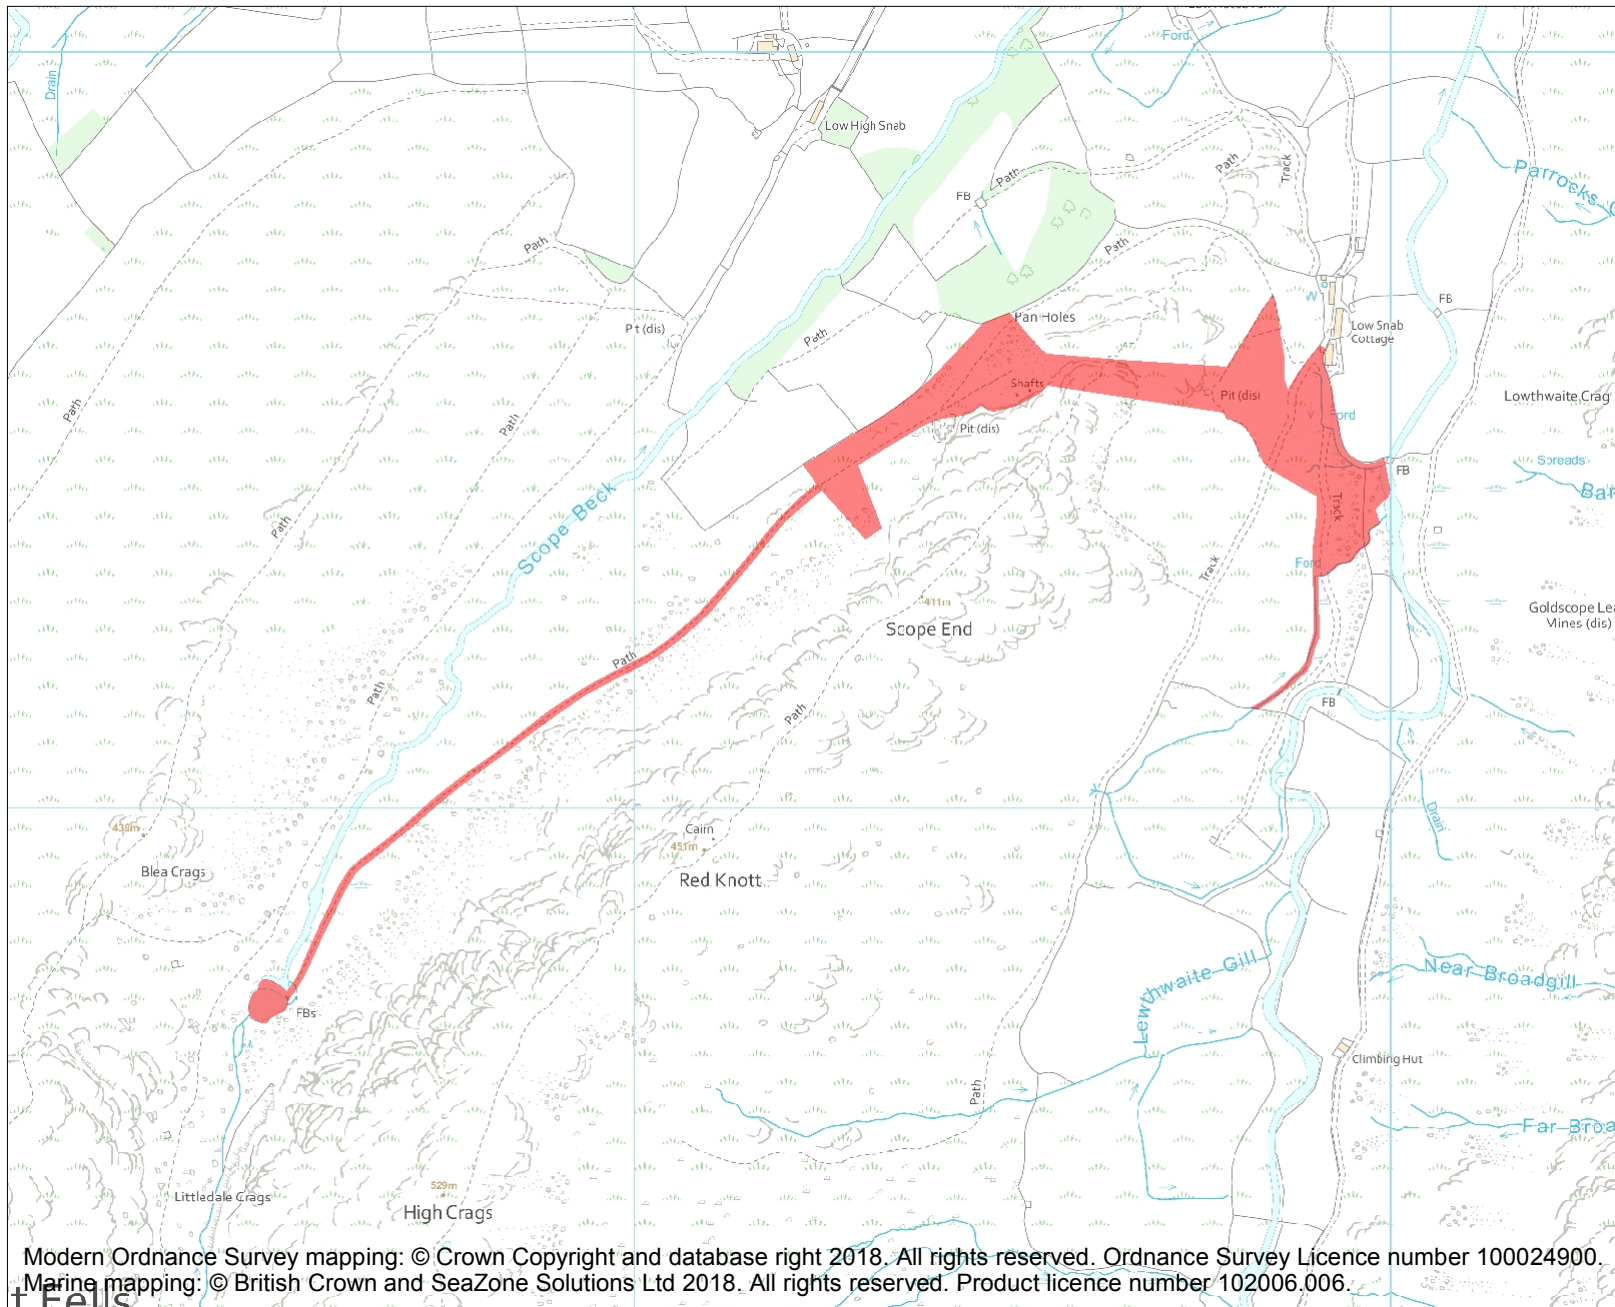 Ford
Drain
Low High Snab
Path
Track
Path
FB
Parrocks
Path
Path
W
Pan Holes
FB
Pit (dis)
Low Snab
Cottage
Path
Shafts
Pit (dis)
Ford
Lowthwaite Crag
Path
Path
Pit (dis)
FB
Spreads
Scope Beck
Track
Path
Track
Ford
411m
Scope End
Goldscope Lea
Mines (dis)
Path
Path
FB
Path
439m
Cairn
451m
Drain
Blea Crags
Red Knott
Lewthwaite Gill
Near Broadgill
FBs
Climbing Hut
Path
Far Broa
529m
Littledale Crags
High Crags
Modern Ordnance Survey mapping: © Crown Copyright and database right 2018. All rights reserved. Ordnance Survey Licence number 100024900.
Marine mapping: © British Crown and SeaZone Solutions Ltd 2018. All rights reserved. Product licence number 102006.006.
t Fells